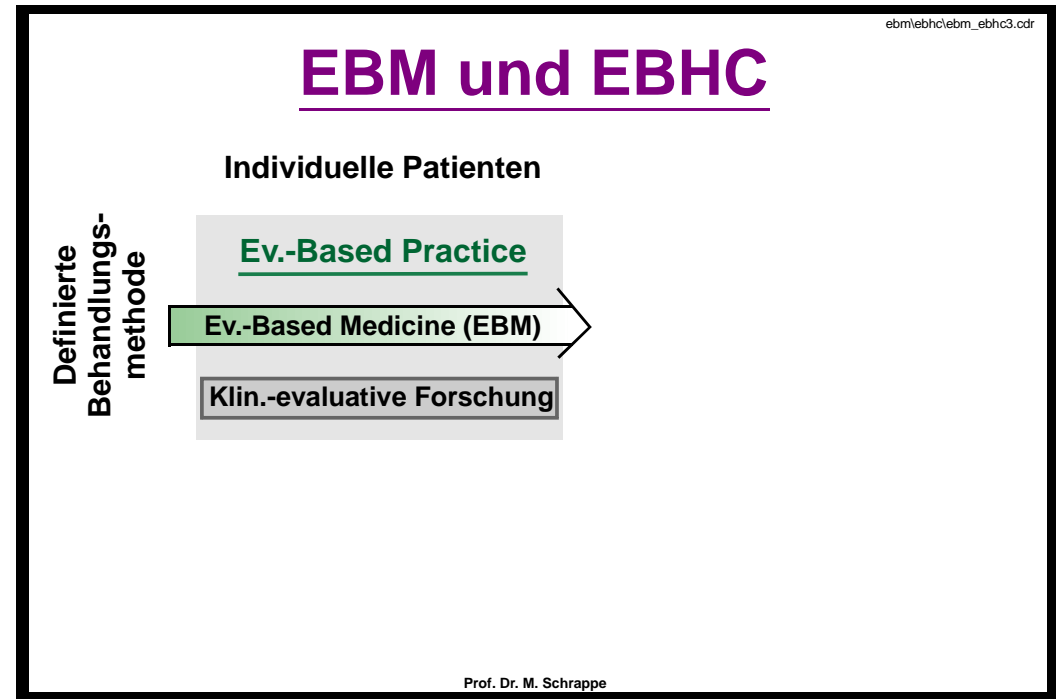 ebm\ebhc\ebm_ebhc3.cdr
EBM und EBHC
Individuelle Patienten
Definierte
Behandlungs-
methode
Ev.-Based Practice
Ev.-Based Medicine (EBM)
Klin.-evaluative Forschung
Prof. Dr. M. Schrappe